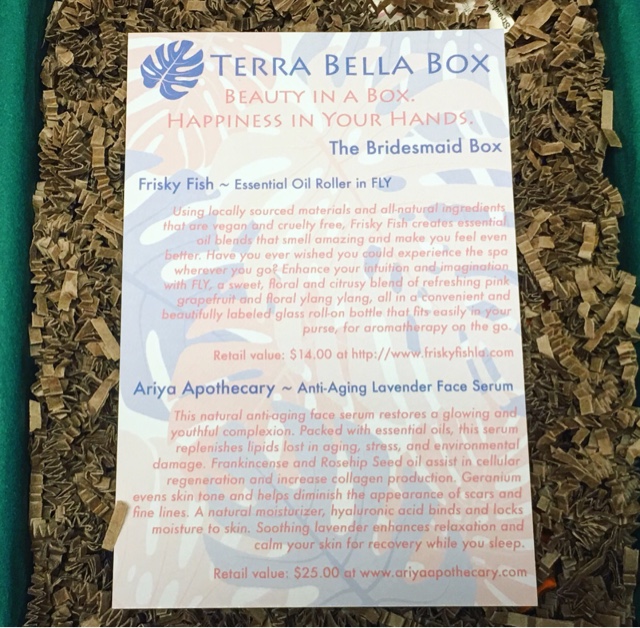 TERRA BELLA BOX
BEAUTY IN A BOX.
HAPPINESS IN YOUR HANDS.
The Bridesmaid Box
Frisky Fish ~ Essential Oil Roller in FLY
Using locally sourced materials and all-natural ingredients
that are vegan and cruelty free, Frisky Fish creates essential
oil blends that smell amazing and make you feel even
better. Have you ever wished you could experience the spa
wherever you go? Enhance your intuition and imagination
with FLY, a sweet, floral and citrusy blend of refreshing pink
grapefruit and floral ylang ylang, all in a convenient and
beautifully labeled glass roll-on bottle that fits easily in your
purse, for aromatherapy on the go.
Retail value: $14.00 at http://www.friskyfishla.com
Ariya Apothecary ~ Anti-Aging Lavender Face Serum
This natural anti-aging face serum restores a glowing and
youthful complexion. Packed with essential oils, this serum
replenishes lipids last in aging, stress, and environmental
damage. Frankincense and Rosehip Seed oil assist in cellular
regeneration and increase collagen production. Geranium
evens skin tone and helps diminish the appearance of scars and
fine lines. A natural moisturizer, hyaluronic acid binds and locks
moisture to skin. Soothing lavender enhances relaxation and
calm your skin for recovery while you sleep.
Retail value: $25.00 at www.ariyaapothecary.com